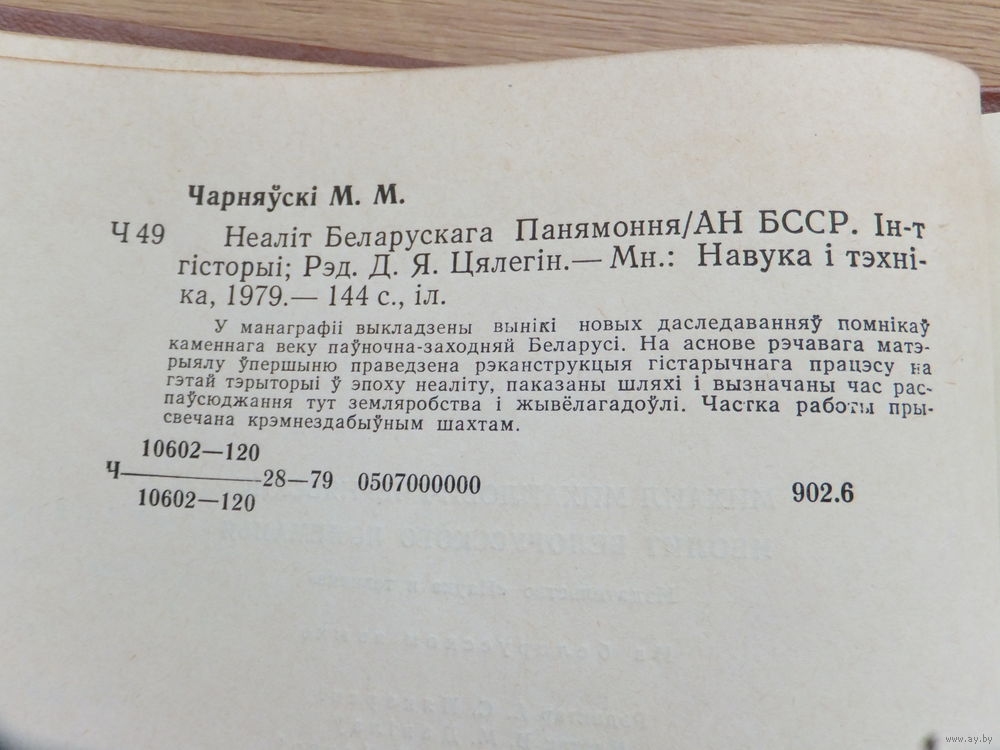 Чарняўскі М. М.
Ч 49 Неаліт Беларускага Панямоння/АН БССР. Ін-т
гісторыі; Рэд. Д. Я. Цялегін.— Мн.: Навука і тэхні-
ка, 1979.— 144 с., іл.
У манаграфіі выкладзены вынікі новых даследаванняў помнікаў
каменнага веку паўночна-заходняй Беларусі. На аснове рэчавага матэ-
рыялу ўпершыню праведзена рэканструкцыя гістарычнага працэсу на
гэтай тэрыторыі ў эпоху неаліту, паказаны шляхі і вызначаны час рас-
паўсюджання тут земляробства і жывёлагадоўлі. Частка работы пры-
свечана крэмнездабыўным шахтам.
10602—120
Ч 28—79 0507000000 902.6
10602—120
www.ay.by